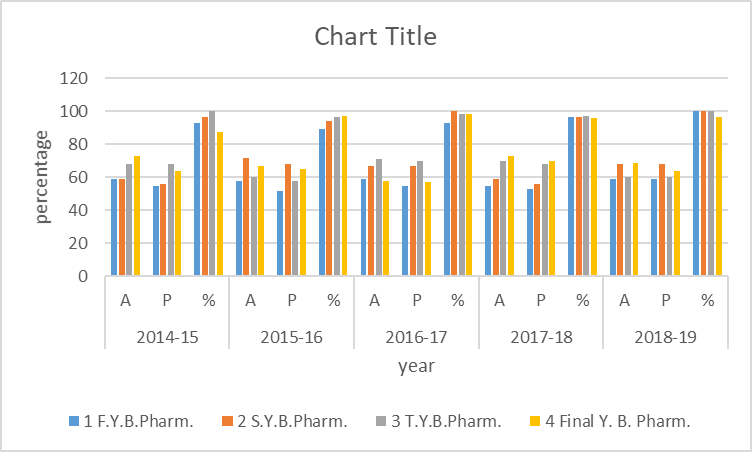 Chart Title
percentage
120
100
80
60
40
20
0
A P % A P % A P % A P % A P %
2014-15 2015-16 2016-17 2017-18 2018-19
year
1 F.Y.B.Pharm. 2 S.Y.B.Pharm. 3 T.Y.B.Pharm. 4 Final Y. B. Pharm.